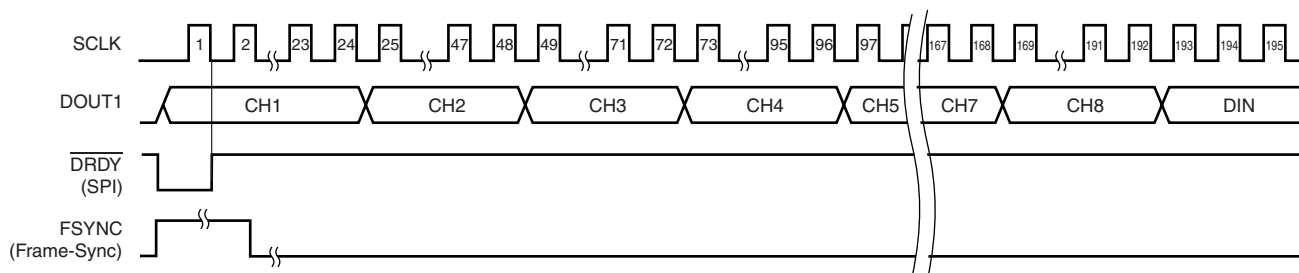 SCLK 1 2 23 24 25 47 48 49 71 72 73 95 96 97 167 168 169 191 192 193 194 195
DOUT1 CH1 CH2 CH3 CH4 CH5 CH7 CH8 DIN
DRDY
(SPI)
FSYNC
(Frame-Sync)